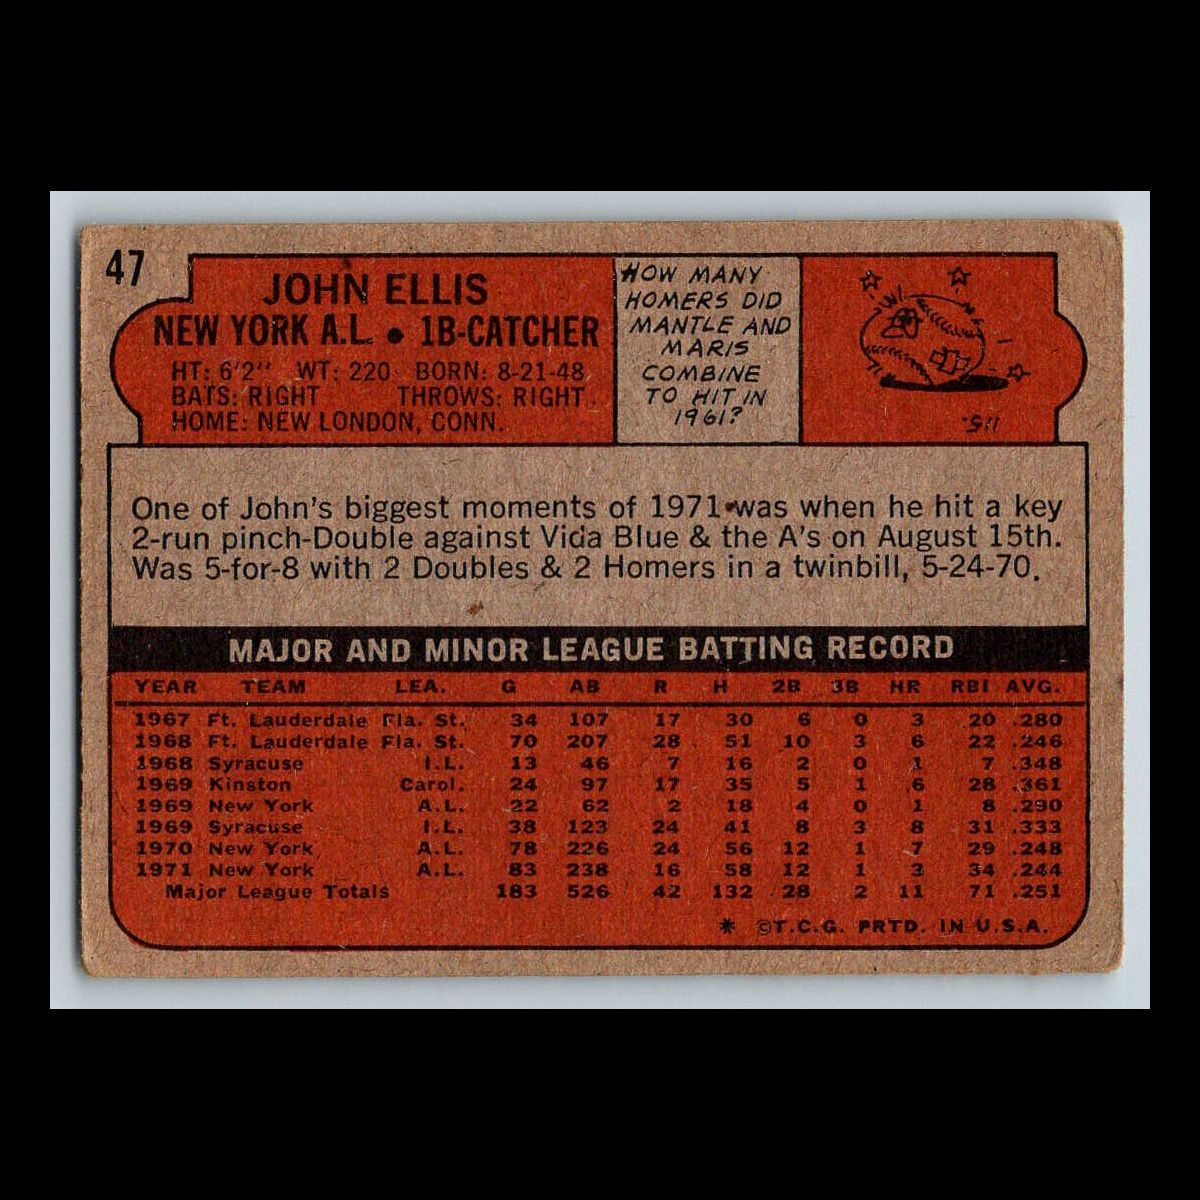 47
JOHN ELLIS
NEW YORK A.L. • 1B-CATCHER
HT: 6'2" WT: 220 BORN: 8-21-48
BATS: RIGHT THROWS: RIGHT
HOME: NEW LONDON, CONN.
HOW MANY
HOMERS DID
MANTLE AND
MARIS
COMBINE
TO HIT IN
1961?
115.
One of John's biggest moments of 1971 was when he hit a key
2-run pinch-Double against Vida Blue & the A's on August 15th.
Was 5-for-8 with 2 Doubles & 2 Homers in a twinbill, 5-24-70.
MAJOR AND MINOR LEAGUE BATTING RECORD
YEAR TEAM LEA. G AB R H 2B 3B HR RBI AVG.
1967 Ft. Lauderdale Fla. St. 34 107 17 30 6 0 3 20 .280
1968 Ft. Lauderdale Fla. St. 70 207 28 51 10 3 6 22 .246
1968 Syracuse I.L. 13 46 7 16 2 0 1 7 .348
1969 Kinston Carol. 24 97 17 35 5 1 6 28 .361
1969 New York A.L. 22 62 2 18 4 0 1 8 .290
1969 Syracuse I.L. 38 123 24 41 8 3 8 31 .333
1970 New York A.L. 78 226 24 56 12 1 7 29 .248
1971 New York A.L. 83 238 16 58 12 1 3 34 .244
Major League Totals 183 526 42 132 28 2 11 71 .251
* ©T.C.G. PRTD. IN U.S.A.